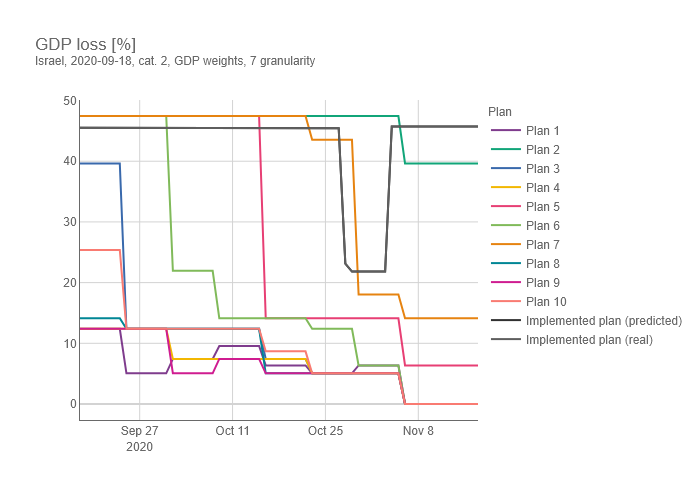 GDP loss [%]
Israel, 2020-09-18, cat. 2, GDP weights, 7 granularity
50
40
30
20
10
0
Sep 27
2020
Oct 11
Oct 25
Nov 8
Plan
Plan 1
Plan 2
Plan 3
Plan 4
Plan 5
Plan 6
Plan 7
Plan 8
Plan 9
Plan 10
Implemented plan (predicted)
Implemented plan (real)